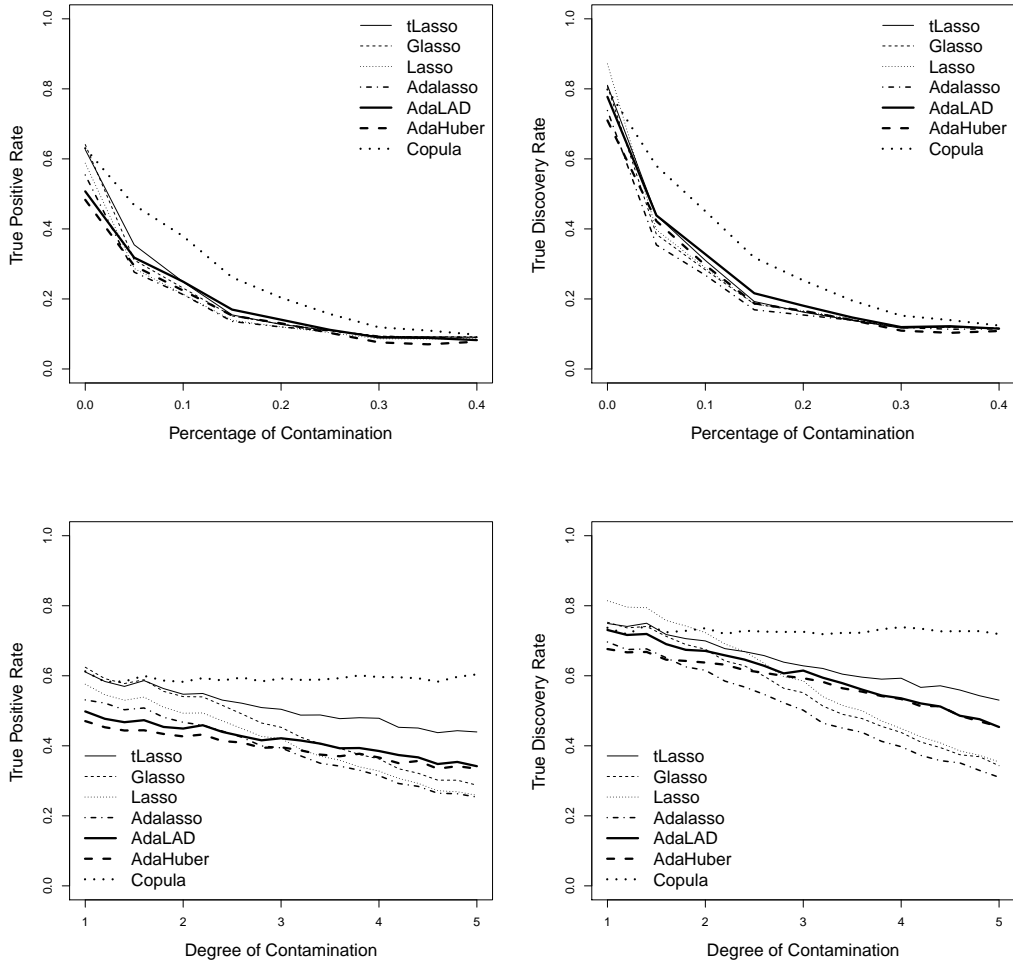 1.0
0.8
0.6
0.4
0.2
0.0
True Positive Rate
tLasso
Glasso
Lasso
Adalasso
AdaLAD
AdaHuber
Copula
0.0 0.1 0.2 0.3 0.4
Percentage of Contamination
1.0
0.8
0.6
0.4
0.2
0.0
True Discovery Rate
tLasso
Glasso
Lasso
Adalasso
AdaLAD
AdaHuber
Copula
0.0 0.1 0.2 0.3 0.4
Percentage of Contamination
1.0
0.8
0.6
0.4
0.2
0.0
True Positive Rate
tLasso
Glasso
Lasso
Adalasso
AdaLAD
AdaHuber
Copula
1 2 3 4 5
Degree of Contamination
1.0
0.8
0.6
0.4
0.2
0.0
True Discovery Rate
tLasso
Glasso
Lasso
Adalasso
AdaLAD
AdaHuber
Copula
1 2 3 4 5
Degree of Contamination